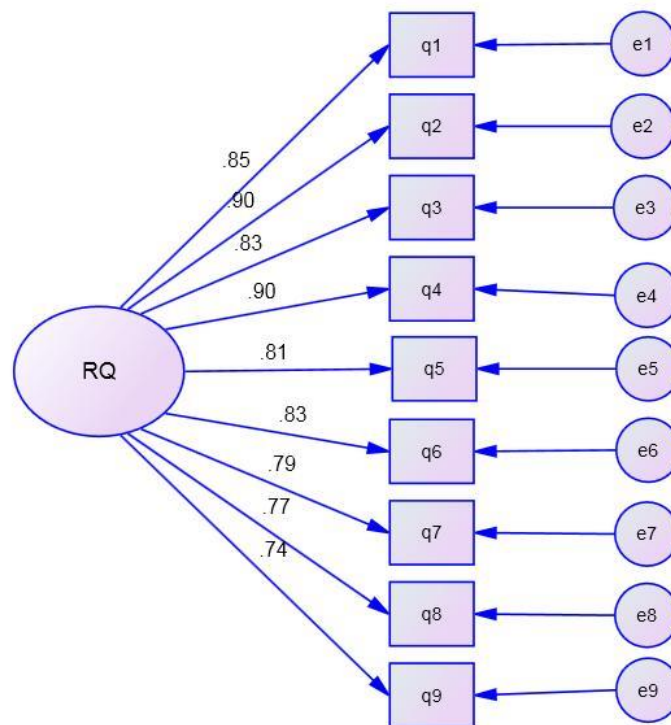 q1
e1
q2
e2
.85
.90
q3
e3
.83
q4
e4
.90
RQ
.81
q5
e5
.83
q6
e6
.79
q7
e7
.77
.74
q8
e8
q9
e9